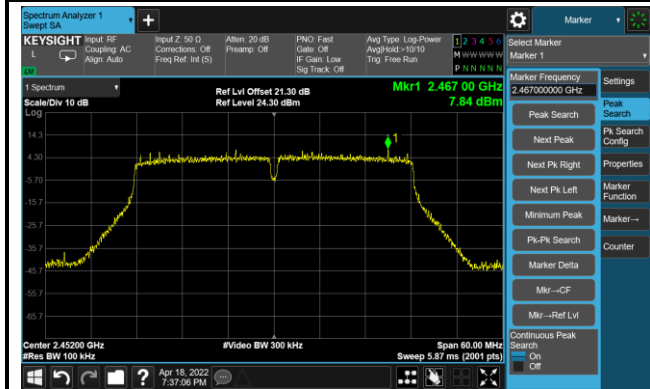 Spectrum Analyzer 1
Swept SA
Marker
KEYSIGHT
L
Input: RF
Coupling: AC
Align: Auto
Input Z: 50 Ω
Corrections: Off
Freq Ref: Int (S)
Atten: 20 dB
Preamp: Off
PNO: Fast
Gate: Off
IF Gain: Low
Sig Track: Off
Avg Type: Log-Power
Avg|Hold:>10/10
Trig: Free Run
1 2 3 4 5 6
M W W W W W
P N N N N N
Select Marker
Marker 1
1 Spectrum
Scale/Div 10 dB
Log
Ref Lvl Offset 21.30 dB
Ref Level 24.30 dBm
Mkr1 2.467 00 GHz
7.84 dBm
14.3
4.30
-5.70
-15.7
-25.7
-35.7
-45.7
-55.7
-65.7
1
Center 2.45200 GHz
#Res BW 100 kHz
#Video BW 300 kHz
Span 60.00 MHz
Sweep 5.87 ms (2001 pts)
Marker Frequency
2.467000000 GHz
Peak Search
Next Peak
Next Pk Right
Next Pk Left
Minimum Peak
Pk-Pk Search
Marker Delta
Mkr→CF
Mkr→Ref Lvl
Continuous Peak
Search
On
Off
Settings
Peak
Search
Pk Search
Config
Properties
Marker
Function
Marker→
Counter
Apr 18, 2022
7:37:06 PM